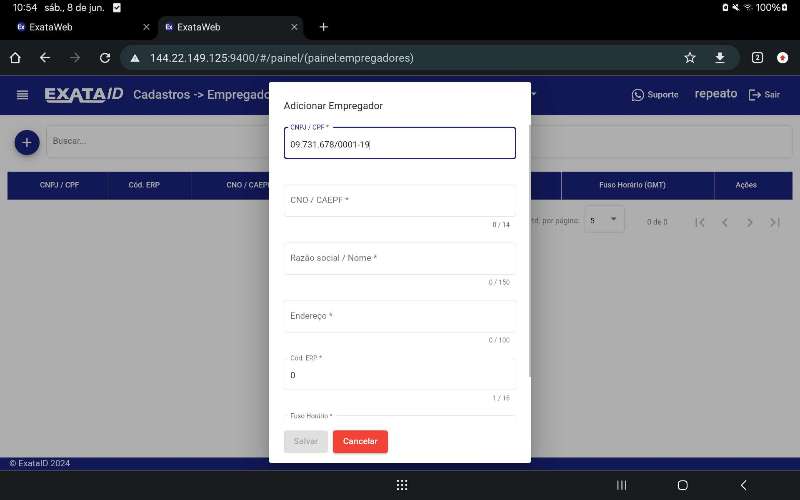 10:54 sáb., 8 de jun.
100%
Ex ExataWeb
Ex ExataWeb
144.22.149.125:9400/#/painel/(painel:empregadores)
2
EXATAID
Cadastros -> Empregado
Suporte
repeato
Sair
Adicionar Empregador
CNPJ / CPF *
09.731.678/0001-19
Buscar...
CNPJ / CPF
Cód. ERP
CNO / CAEPF
Fuso Horário (GMT)
Ações
CNO / CAEPF *
0 / 14
por página:
5
0 de 0
Razão social / Nome *
0 / 150
Endereço *
0 / 100
Cód. ERP *
0
1 / 16
Fuso Horário *
Salvar
Cancelar
© ExataID 2024